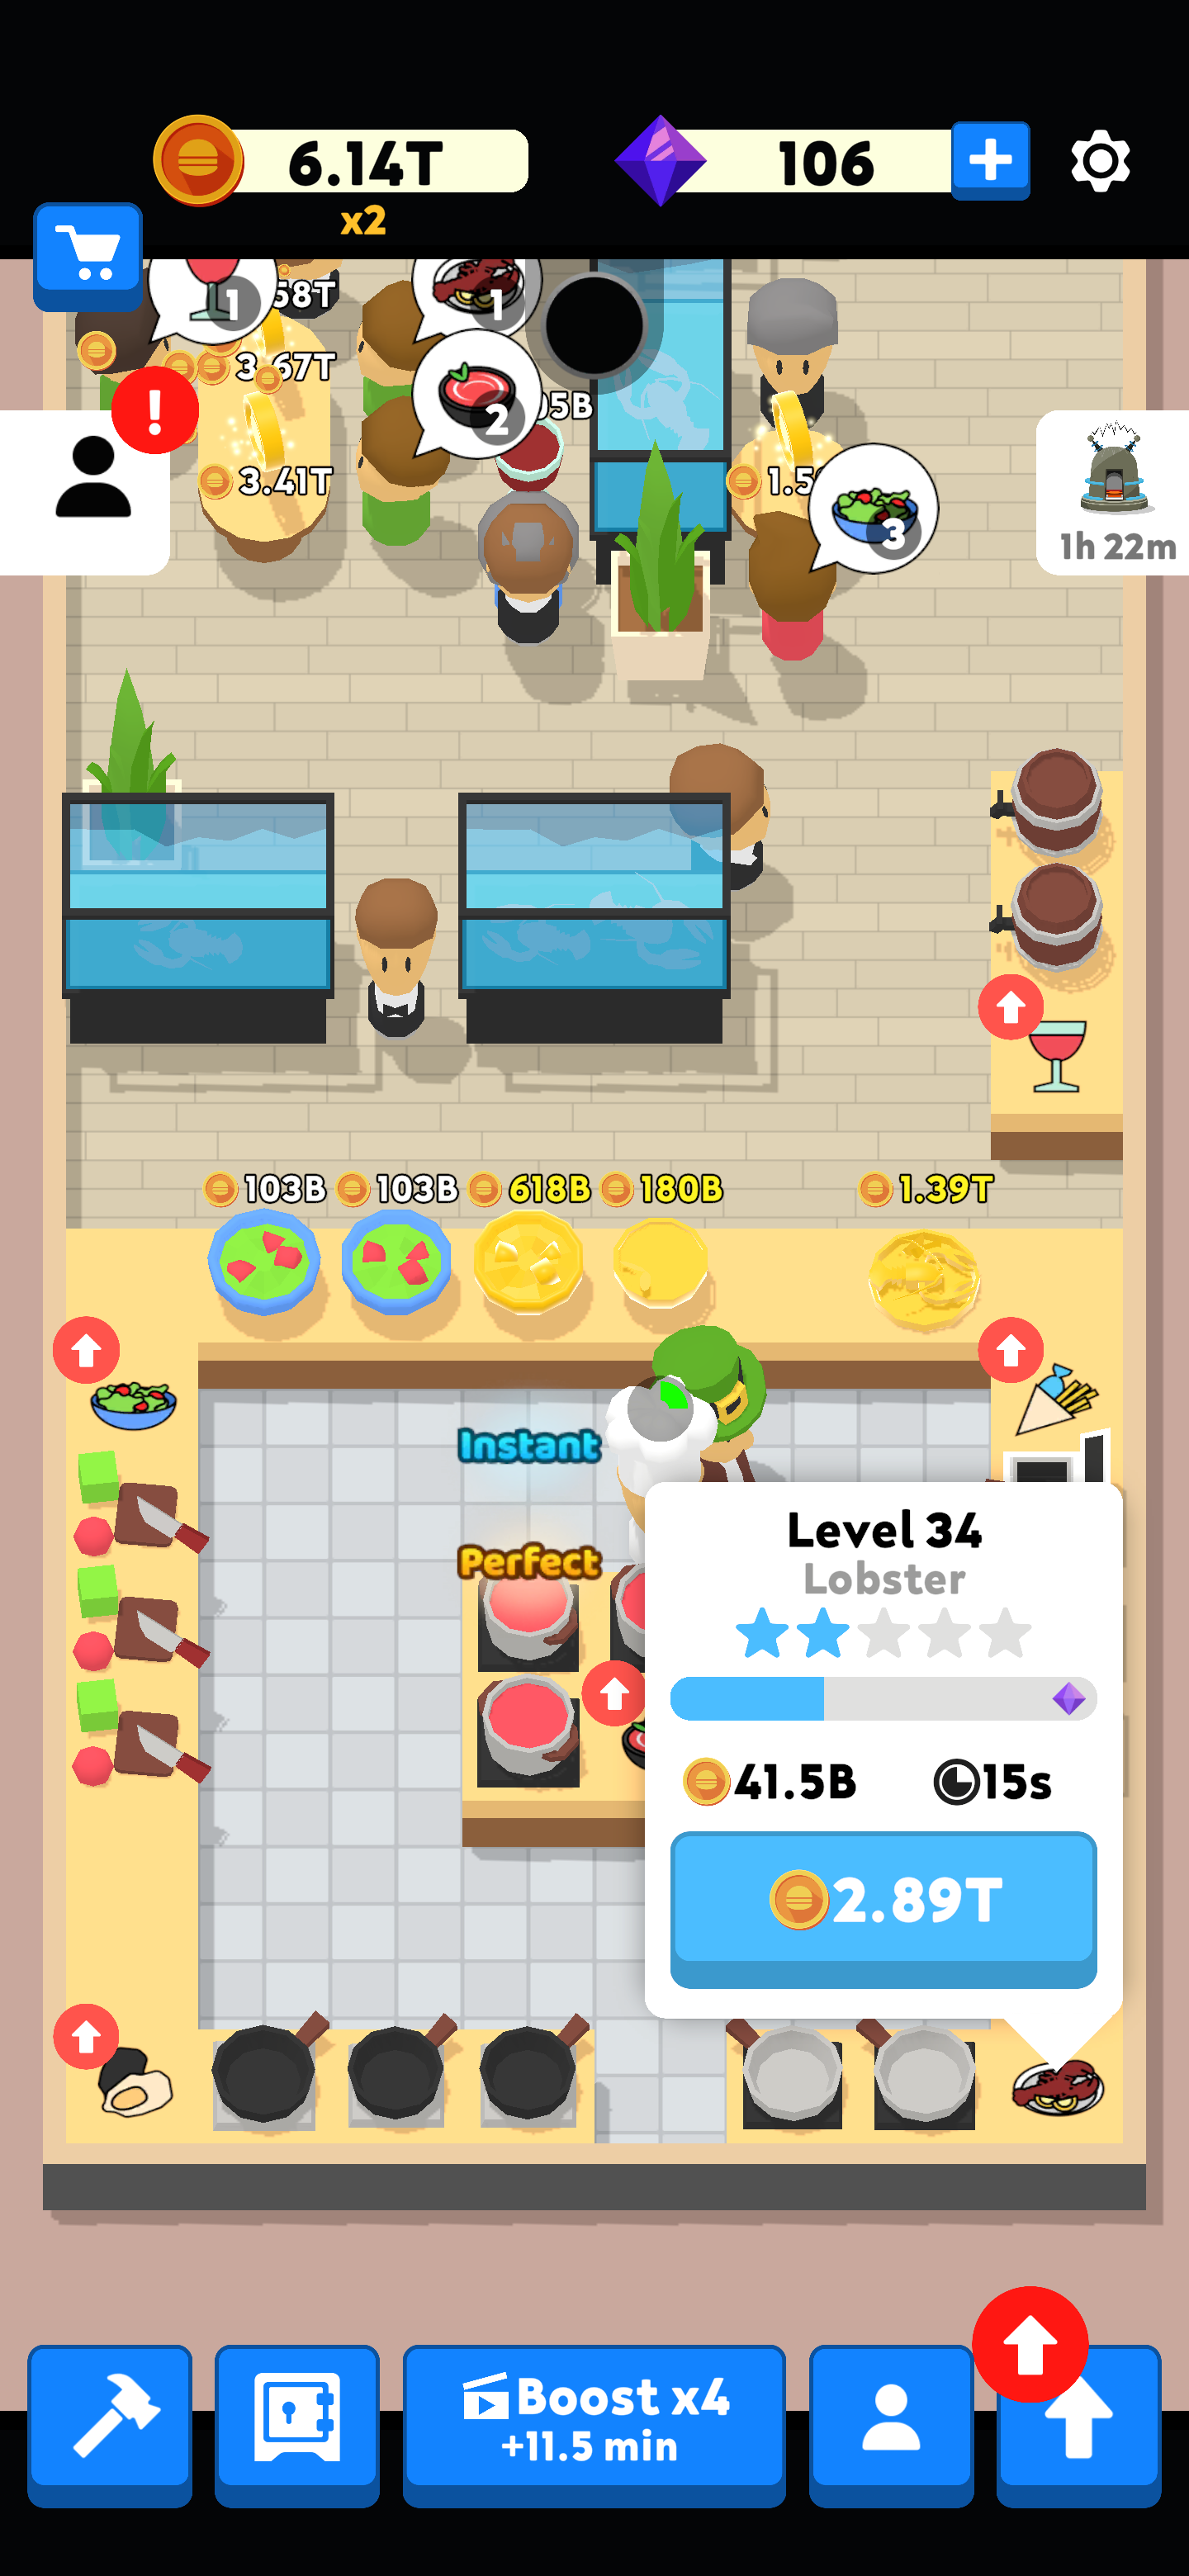 6.14T
106
x2
1
58T
1
3.67T
05B
2
3.41T
1.5
3
1h 22m
103B
103B
618B
180B
1.39T
Instant
Perfect
Level 34
Lobster
41.5B
15s
2.89T
Boost x4
+11.5 min